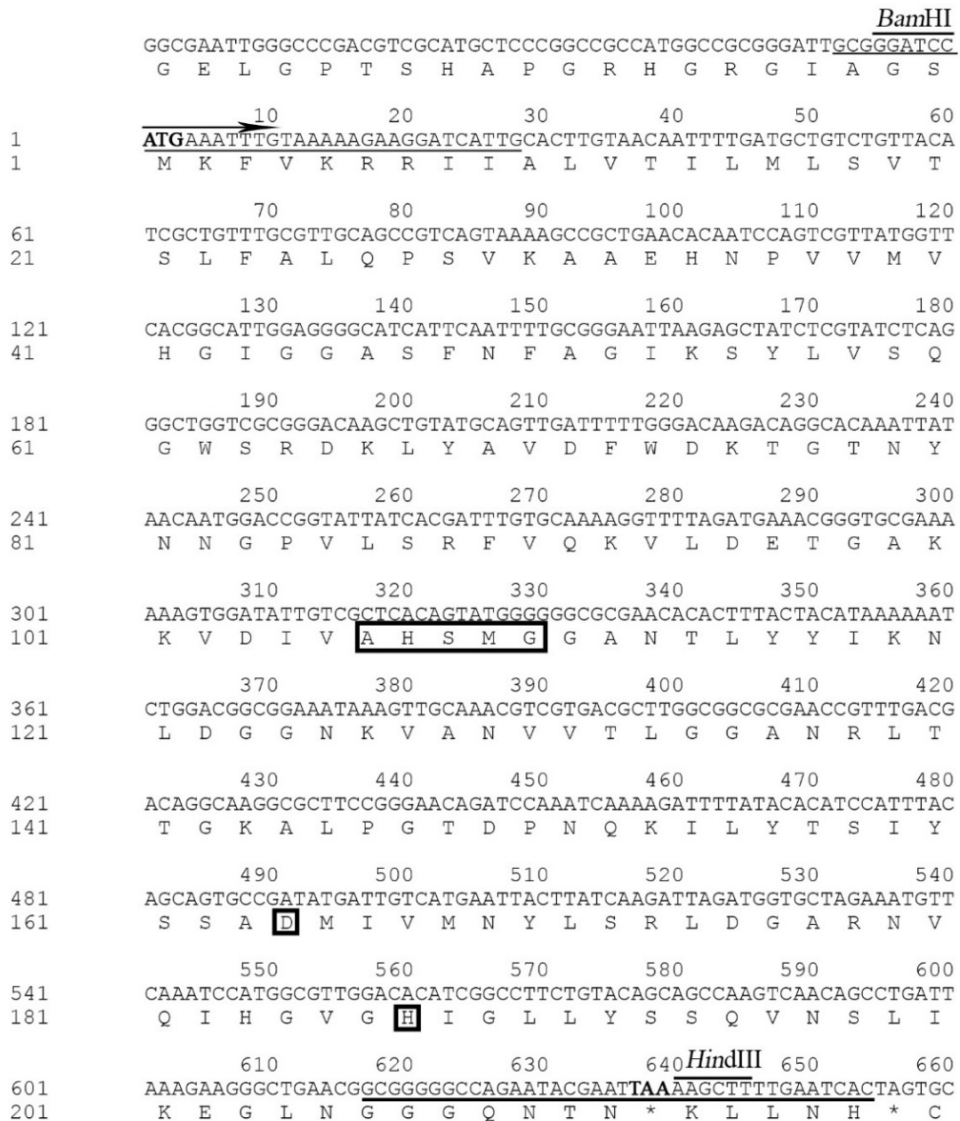 BamHI
GGCGAATTGGGCCCGACGTCGCATGCTCCCGGCCGCCATGGCCGCGGGATTGCGGGATCC
G E L G P T S H A P G R H G R G I A G S
10 20 30 40 50 60
1 ATGAAATTTGTAAAAAGAAGGATCATTGCACTTGTAACAATTTTGATGCTGTCTGTTACA
1 M K F V K R R I I A L V T I L M L S V T
70 80 90 100 110 120
61 TCGCTGTTTGCGTTGCAGCCGTCAGTAAAAGCCGCTGAACACAATCCAGTCGTTATGGTT
21 S L F A L Q P S V K A A E H N P V V M V
130 140 150 160 170 180
121 CACGGCATTGGAGGGGCATCATTCAATTTTGCGGGAATTAAGAGCTATCTCGTATCTCAG
41 H G I G G A S F N F A G I K S Y L V S Q
190 200 210 220 230 240
181 GGCTGGTCGCGGGACAAGCTGTATGCAGTTGATTTTTGGGACAAGACAGGCACAAATTAT
61 G W S R D K L Y A V D F W D K T G T N Y
250 260 270 280 290 300
241 AACAATGGACCGGTATTATCACGATTTGTGCAAAAGGTTTTAGATGAAACGGGTGCGAAA
81 N N G P V L S R F V Q K V L D E T G A K
310 320 330 340 350 360
301 AAAGTGGATATTGTCGCTCACAGTATGGGGGGCGCGAACACACTTTACTACATAAAAAAT
101 K V D I V A H S M G G A N T L Y Y I K N
370 380 390 400 410 420
361 CTGGACGGCGGAAATAAAGTTGCAAACGTCGTGACGCTTGGCGGCGCGAACCGTTTGACG
121 L D G G N K V A N V V T L G G A N R L T
430 440 450 460 470 480
421 ACAGGCAAGGCGCTTCCGGGAACAGATCCAAATCAAAAGATTTTATACACATCCATTTAC
141 T G K A L P G T D P N Q K I L Y T S I Y
490 500 510 520 530 540
481 AGCAGTGCCGATATGATTGTCATGAATTACTTATCAAGATTAGATGGTGCTAGAAATGTT
161 S S A D M I V M N Y L S R L D G A R N V
550 560 570 580 590 600
541 CAAATCCATGGCGTTGGACACATCGGCCTTCTGTACAGCAGCCAAGTCAACAGCCTGATT
181 Q I H G V G H I G L L Y S S Q V N S L I
HindIII
610 620 630 640 650 660
601 AAAGAAGGGCTGAACGGCGGGGGCCAGAATACGAATTAAAAGCTTTTGAATCACTAGTGC
201 K E G L N G G G Q N T N * K L L N H * C